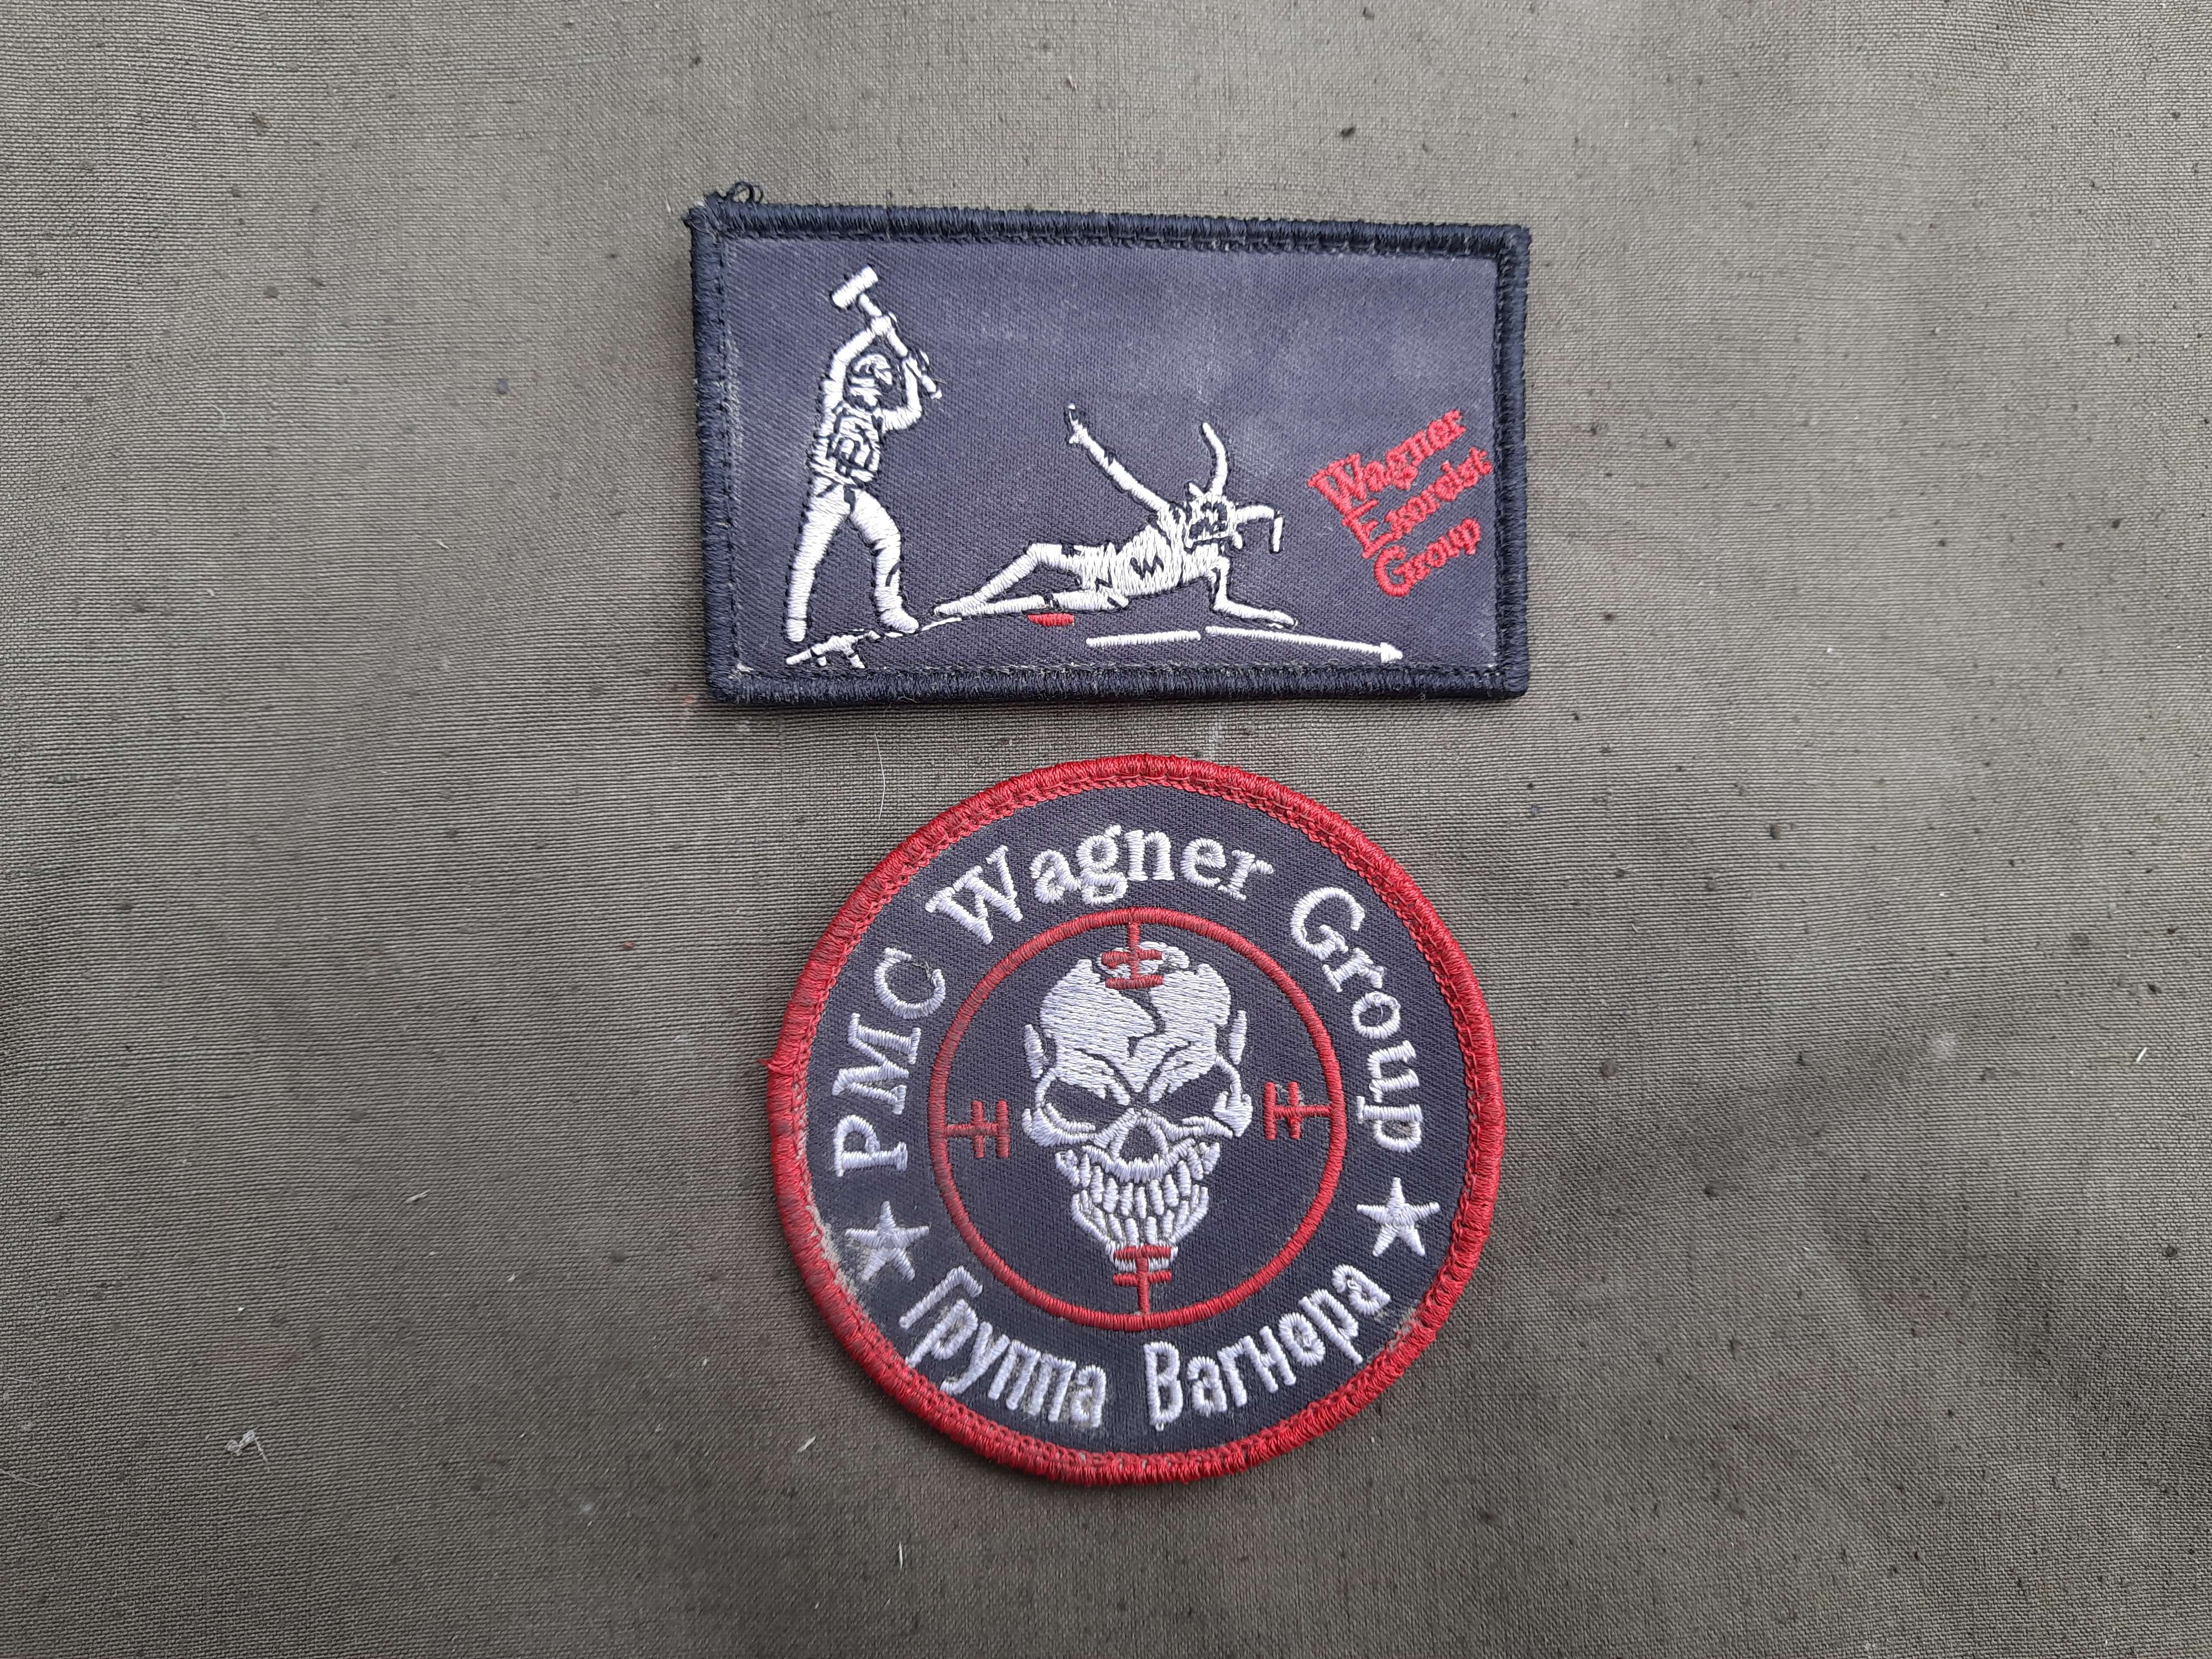 Wagner
Exorcist
Group
PMC Wagner Group
Группа Вагнера